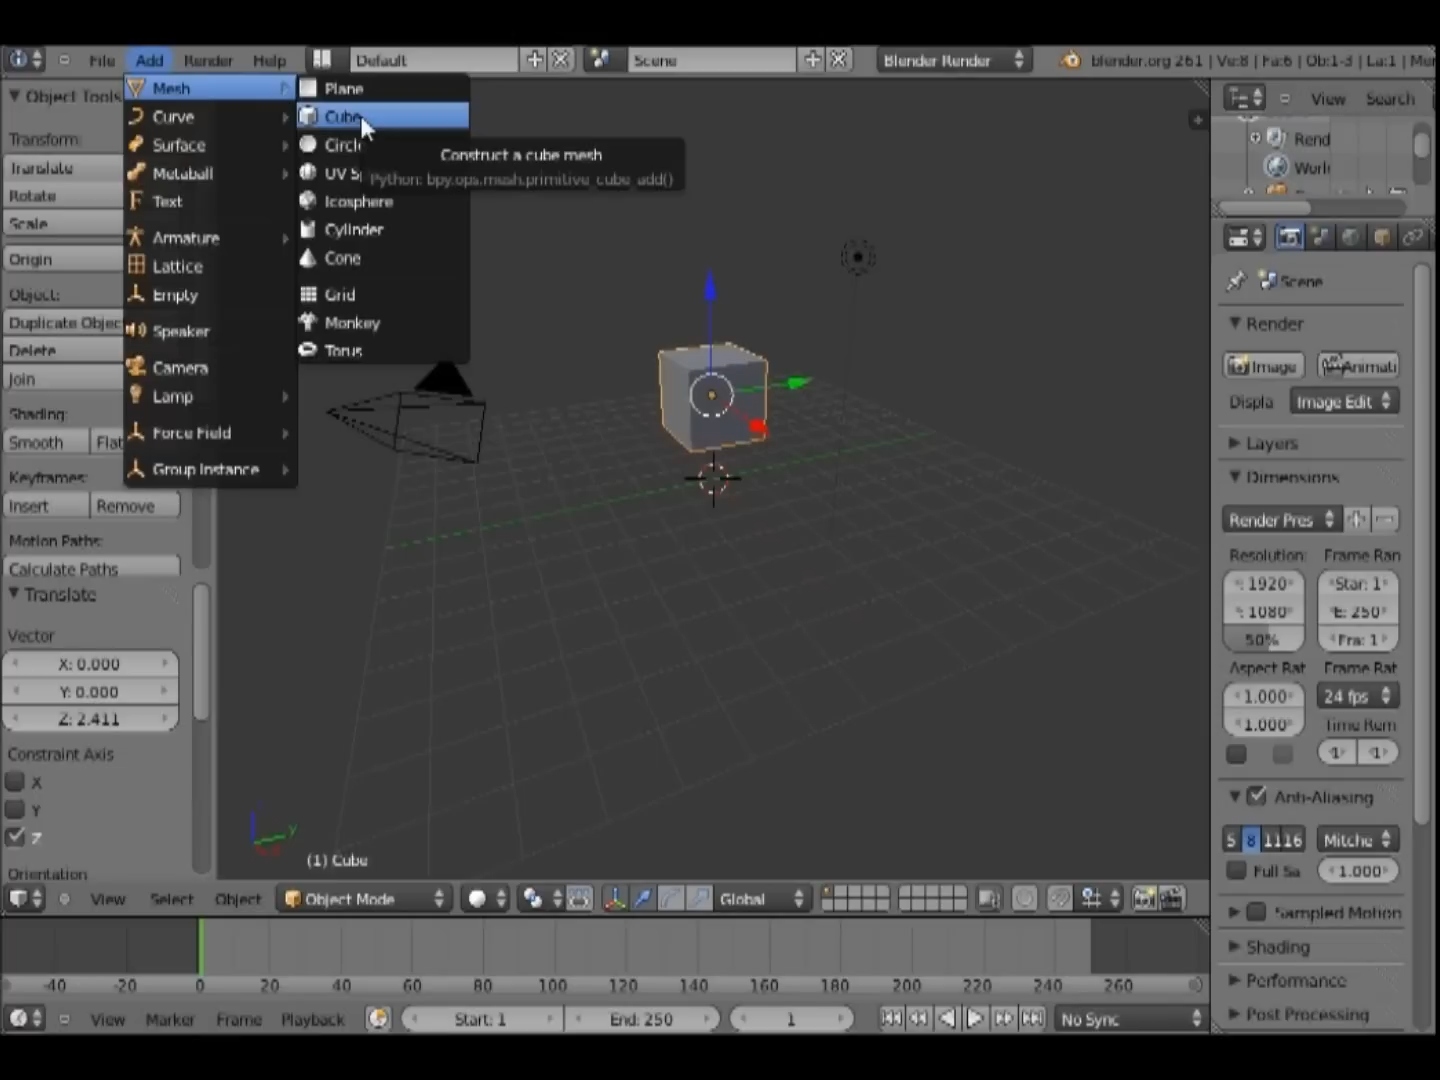 File Add Render Help Default Scene Blender Render blender.org 261 | Ve:8 | Fa:6 | Ob:1-3 | La:1 |
Object Tools
Transform:
Translate
Rotate
Scale
Origin
Object:
Duplicate Objec
Delete
Join
Shading:
Smooth Flat
Keyframes:
Insert Remove
Motion Paths:
Calculate Paths
Translate
Vector
X: 0.000
Y: 0.000
Z: 2.411
Constraint Axis
X
Y
Z
Orientation
Mesh
Curve
Surface
Metaball
Text
Armature
Lattice
Empty
Speaker
Camera
Lamp
Force Field
Group Instance
Plane
Cube
Circle
UV S
Icosphere
Cylinder
Cone
Grid
Monkey
Torus
Construct a cube mesh
Python: bpy.ops.mesh.primitive_cube_add()
Y
(1) Cube
View Search
Rend
Worl
Scene
Render
Image Animati
Displa Image Edit
Layers
Dimensions
Render Pres
Resolution: Frame Ran
1920 Star: 1
1080 E: 250
50% Fra: 1
Aspect Rat Frame Rat
1.000 24 fps
1.000 Time Rem
1 1
Anti-Aliasing
5 8 11 16 Mitche
Full Sa 1.000
Sampled Motion
Shading
Performance
Post Processing
View Select Object Object Mode Global
-40 -20 0 20 40 60 80 100 120 140 160 180 200 220 240 260
View Marker Frame Playback Start: 1 End: 250 1 No Sync